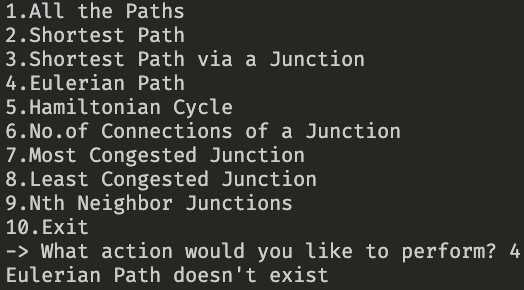 1.All the Paths
2.Shortest Path
3.Shortest Path via a Junction
4.Eulerian Path
5.Hamiltonian Cycle
6.No.of Connections of a Junction
7.Most Congested Junction
8.Least Congested Junction
9.Nth Neighbor Junctions
10.Exit
-> What action would you like to perform? 4
Eulerian Path doesn't exist